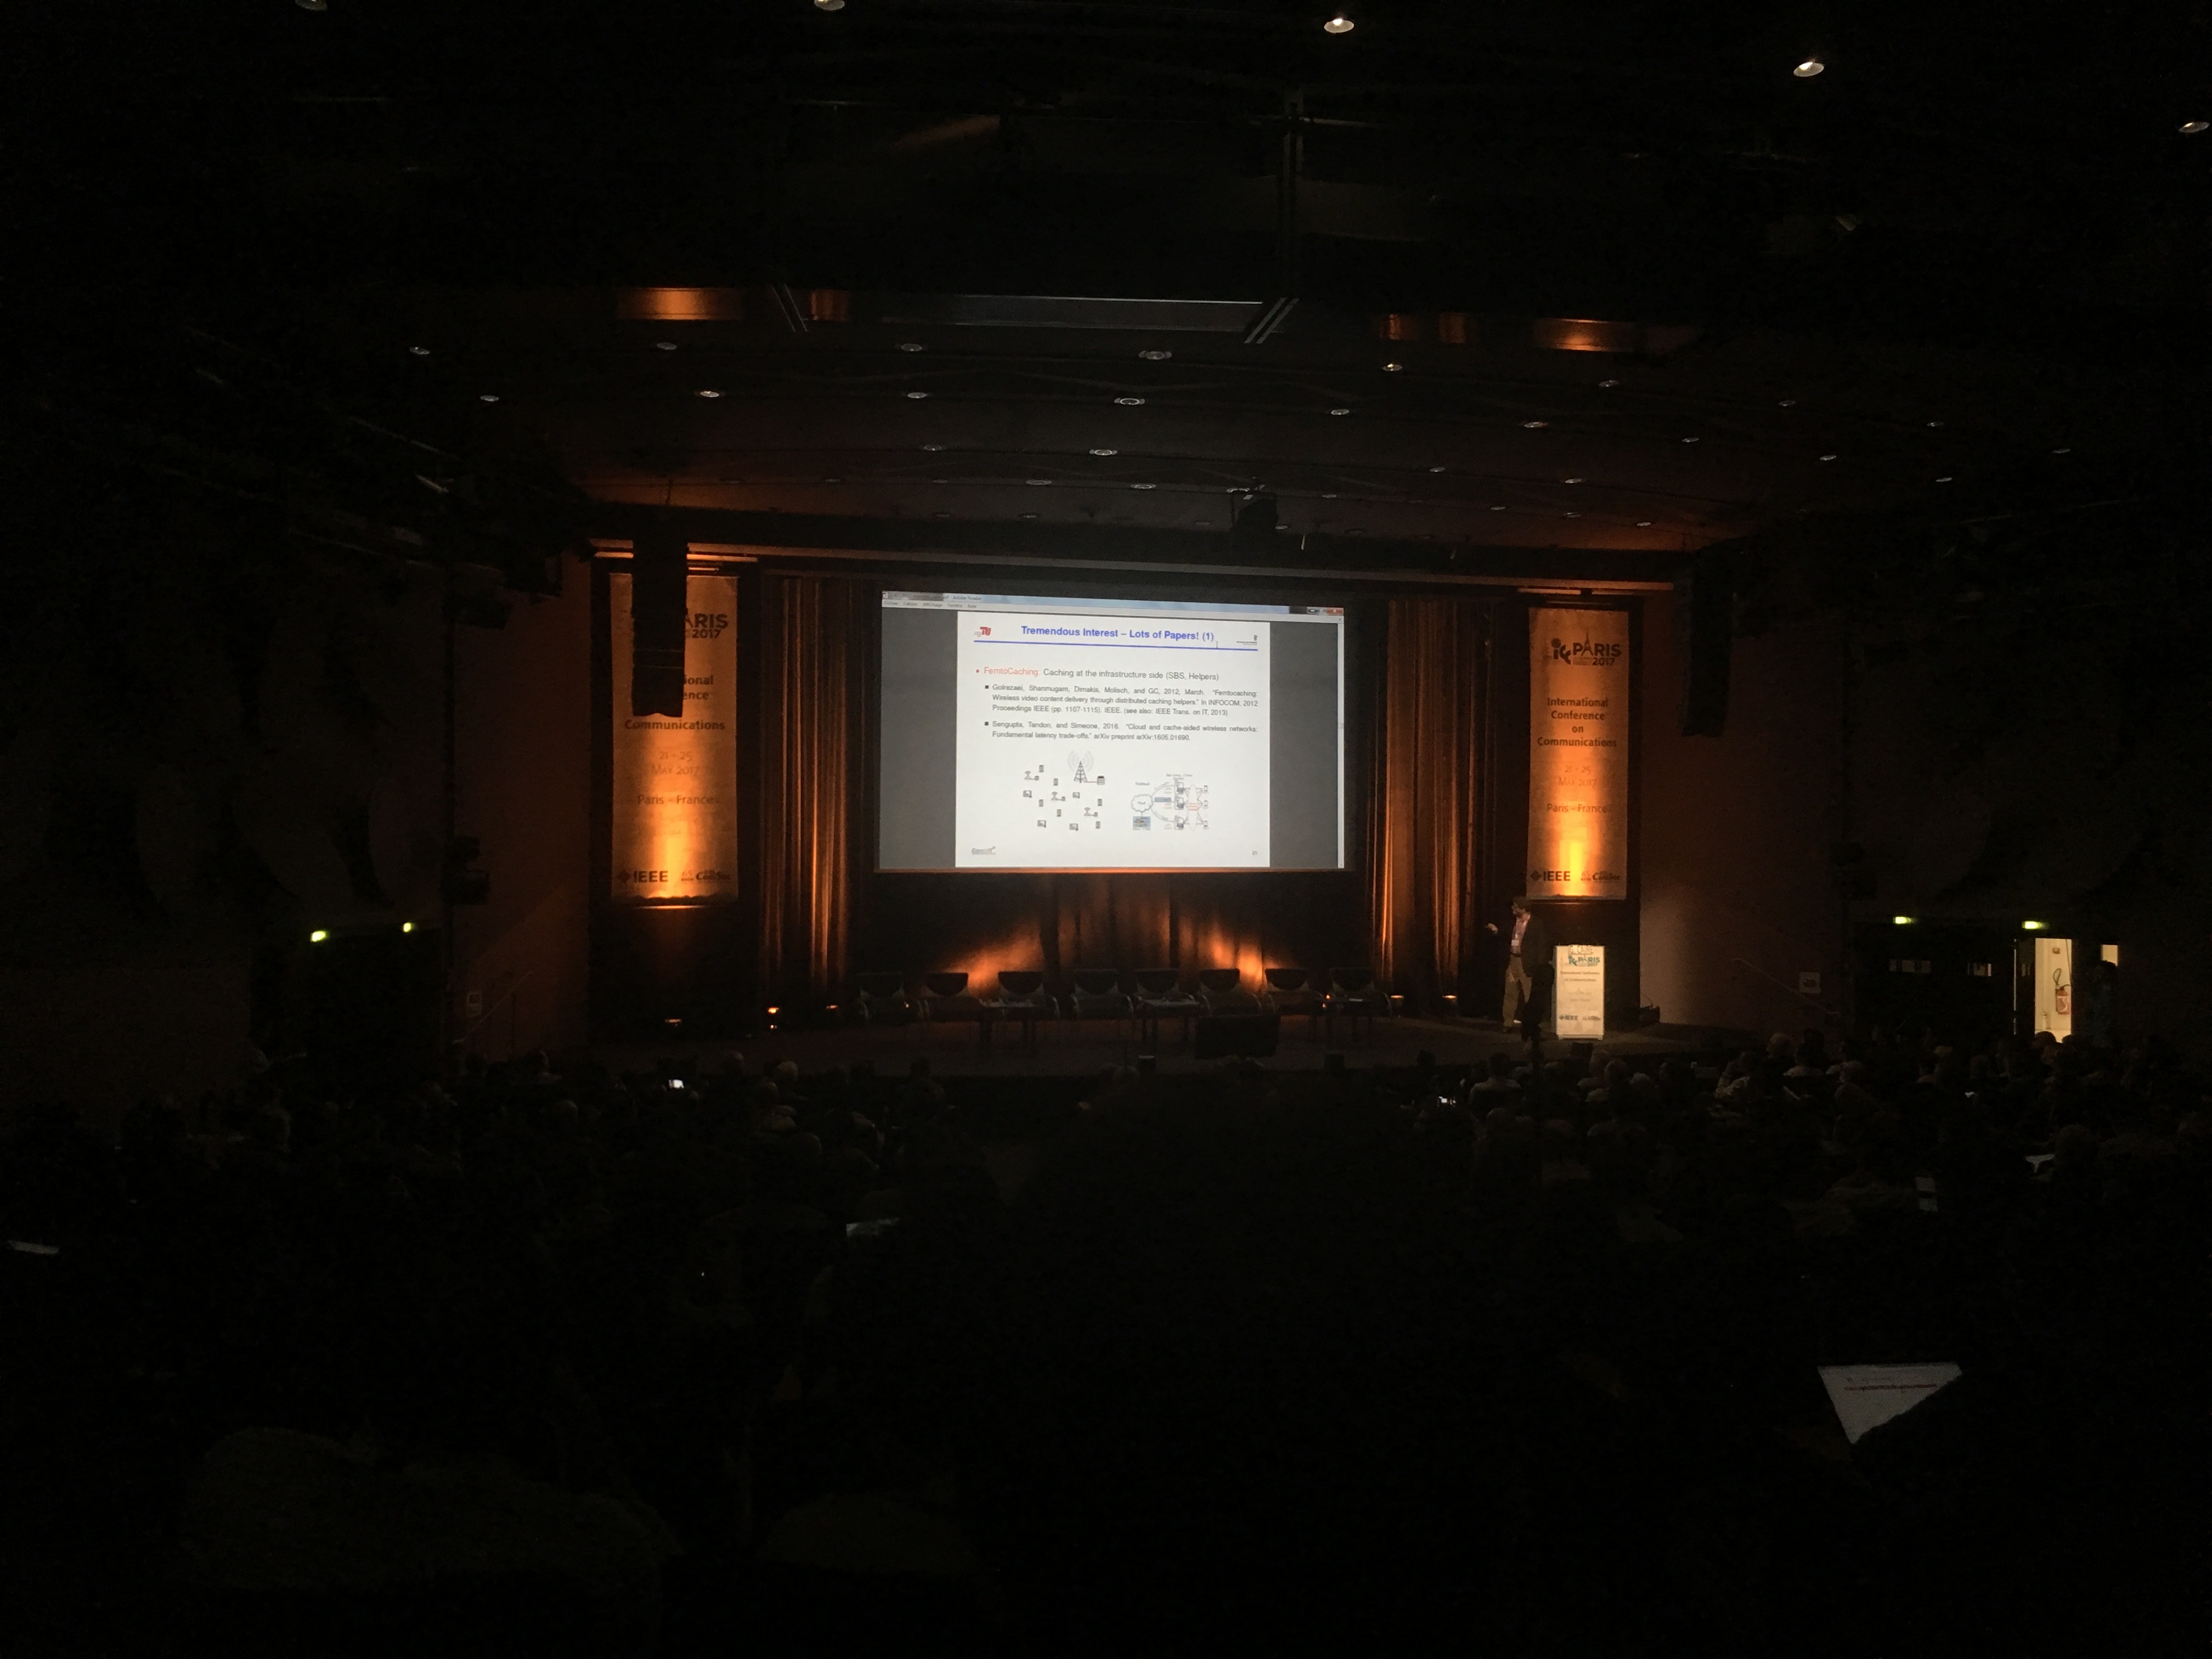 Tremendous Interest – Lots of Papers! (1)
FemtoCaching: Caching at the infrastructure side (SBS, Helpers)
Golrezaei, Shanmugam, Dimakis, Molisch, and GC, 2012, March. "Femtocaching:
Wireless video content delivery through distributed caching helpers." In INFOCOM, 2012
Proceedings IEEE (pp. 1107-1115). IEEE. (see also: IEEE Trans. on IT, 2013)
Sengupta, Tandon, and Simeone, 2016. "Cloud and cache-aided wireless networks:
Fundamental latency trade-offs," arXiv preprint arXiv:1605.01690.
ARIS
2017
ional
ence
Communications
21 – 25
May 2017
Paris – France
IEEE
ComSoc
PARIS
2017
International
Conference
on
Communications
21 – 25
May 2017
Paris – France
IEEE
ComSoc
PARIS
IEEE